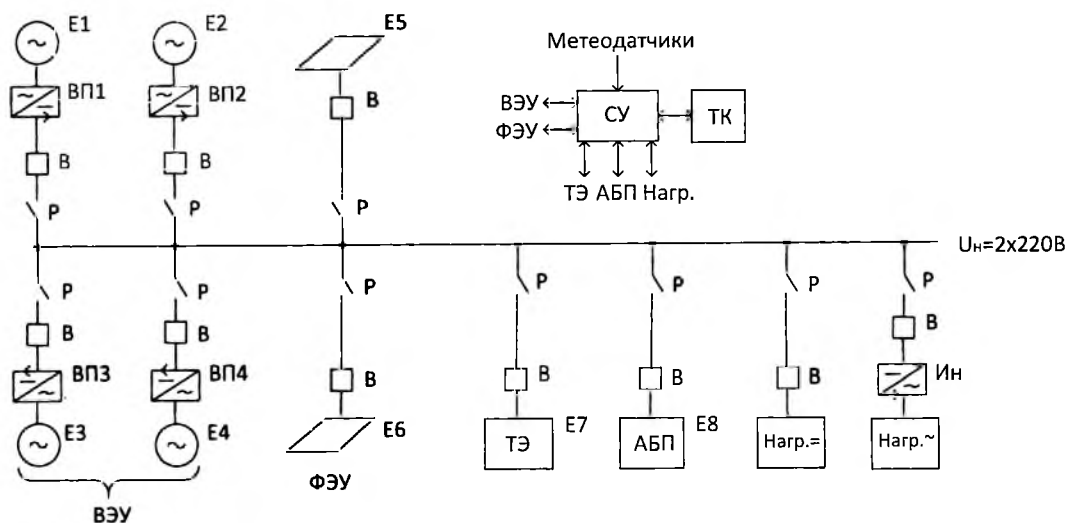 E1
E2
E5
ВП1
ВП2
В
В
В
Р
Р
Р
Метеодатчики
ВЭУ
ФЭУ
СУ
ТК
ТЭ АБП Нагр.
Uн=2х220В
Р
Р
Р
Р
Р
Р
Р
В
В
В
ВП3
ВП4
Ин
В
В
В
В
E3
E4
E6
ТЭ
E7
АБП
E8
Нагр.=
Нагр.~
ВЭУ
ФЭУ